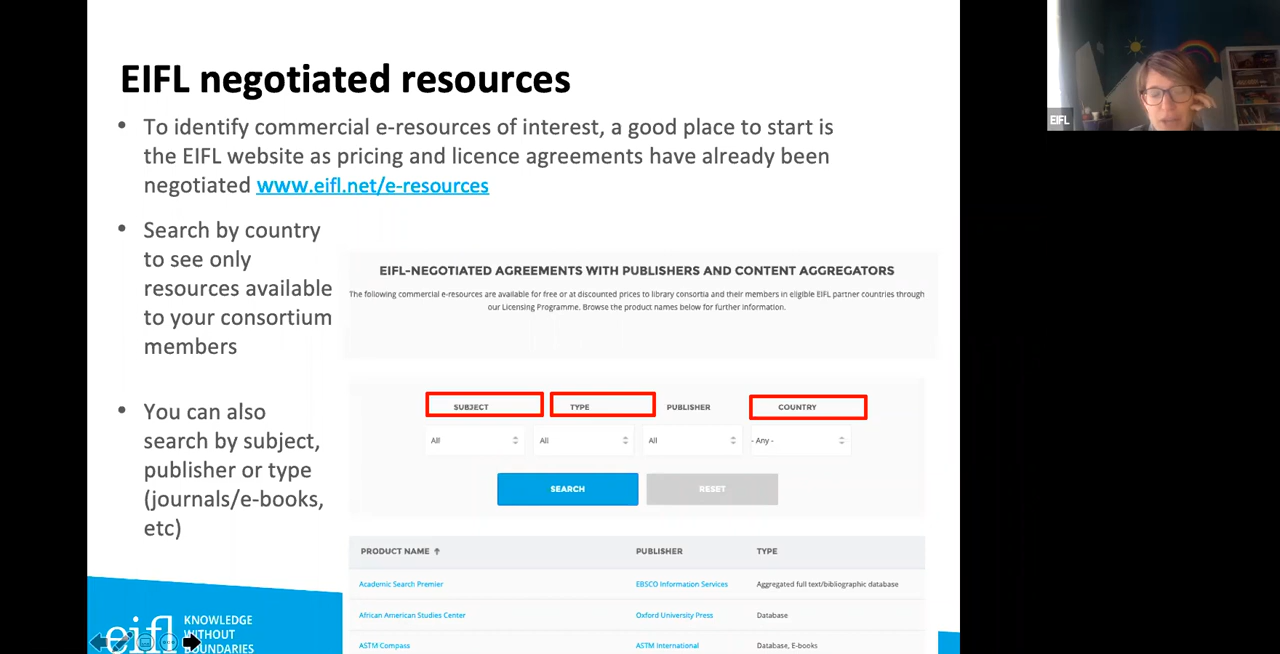 EIFL negotiated resources
• To identify commercial e-resources of interest, a good place to start is
the EIFL website as pricing and licence agreements have already been
negotiated www.eifl.net/e-resources
• Search by country
to see only
resources available
to your consortium
members
• You can also
search by subject,
publisher or type
(journals/e-books,
etc)
EIFL-NEGOTIATED AGREEMENTS WITH PUBLISHERS AND CONTENT AGGREGATORS
The following commercial e-resources are available for free or at discounted prices to library consortia and their members in eligible EIFL partner countries through
our Licensing Programme. Browse the product names below for further information.
SUBJECT TYPE PUBLISHER COUNTRY
All All All - Any -
SEARCH RESET
PRODUCT NAME PUBLISHER TYPE
Academic Search Premier EBSCO Information Services Aggregated full text/bibliographic database
African American Studies Center Oxford University Press Database
ASTM Compass ASTM International Database, E-books
eifl KNOWLEDGE
WITHOUT
BOUNDARIES
EIFL